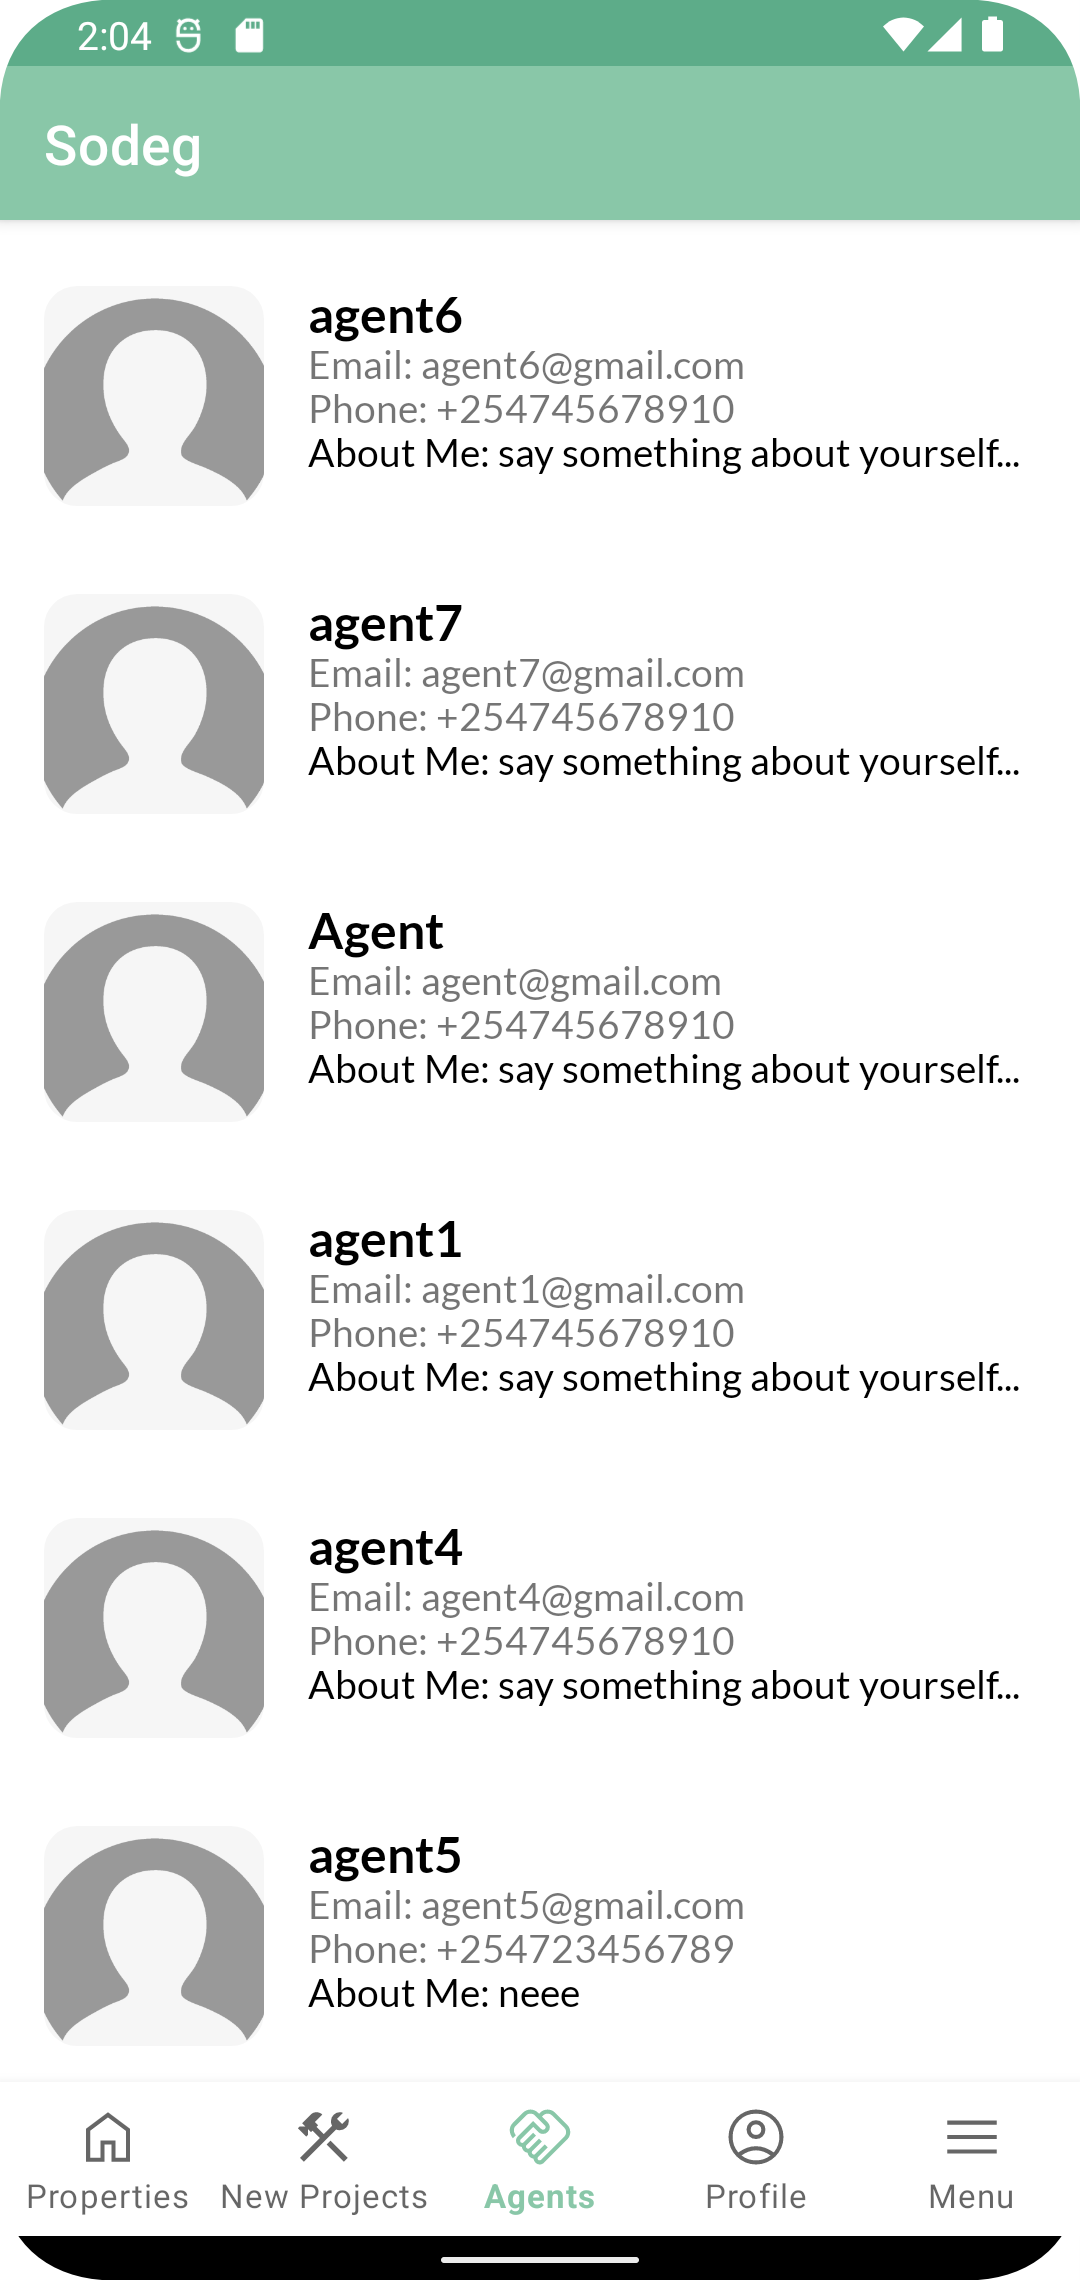 2:04
Sodeg
agent6
Email: agent6@gmail.com
Phone: +254745678910
About Me: say something about yourself...
agent7
Email: agent7@gmail.com
Phone: +254745678910
About Me: say something about yourself...
Agent
Email: agent@gmail.com
Phone: +254745678910
About Me: say something about yourself...
agent1
Email: agent1@gmail.com
Phone: +254745678910
About Me: say something about yourself...
agent4
Email: agent4@gmail.com
Phone: +254745678910
About Me: say something about yourself...
agent5
Email: agent5@gmail.com
Phone: +254723456789
About Me: neee
Properties New Projects Agents Profile Menu